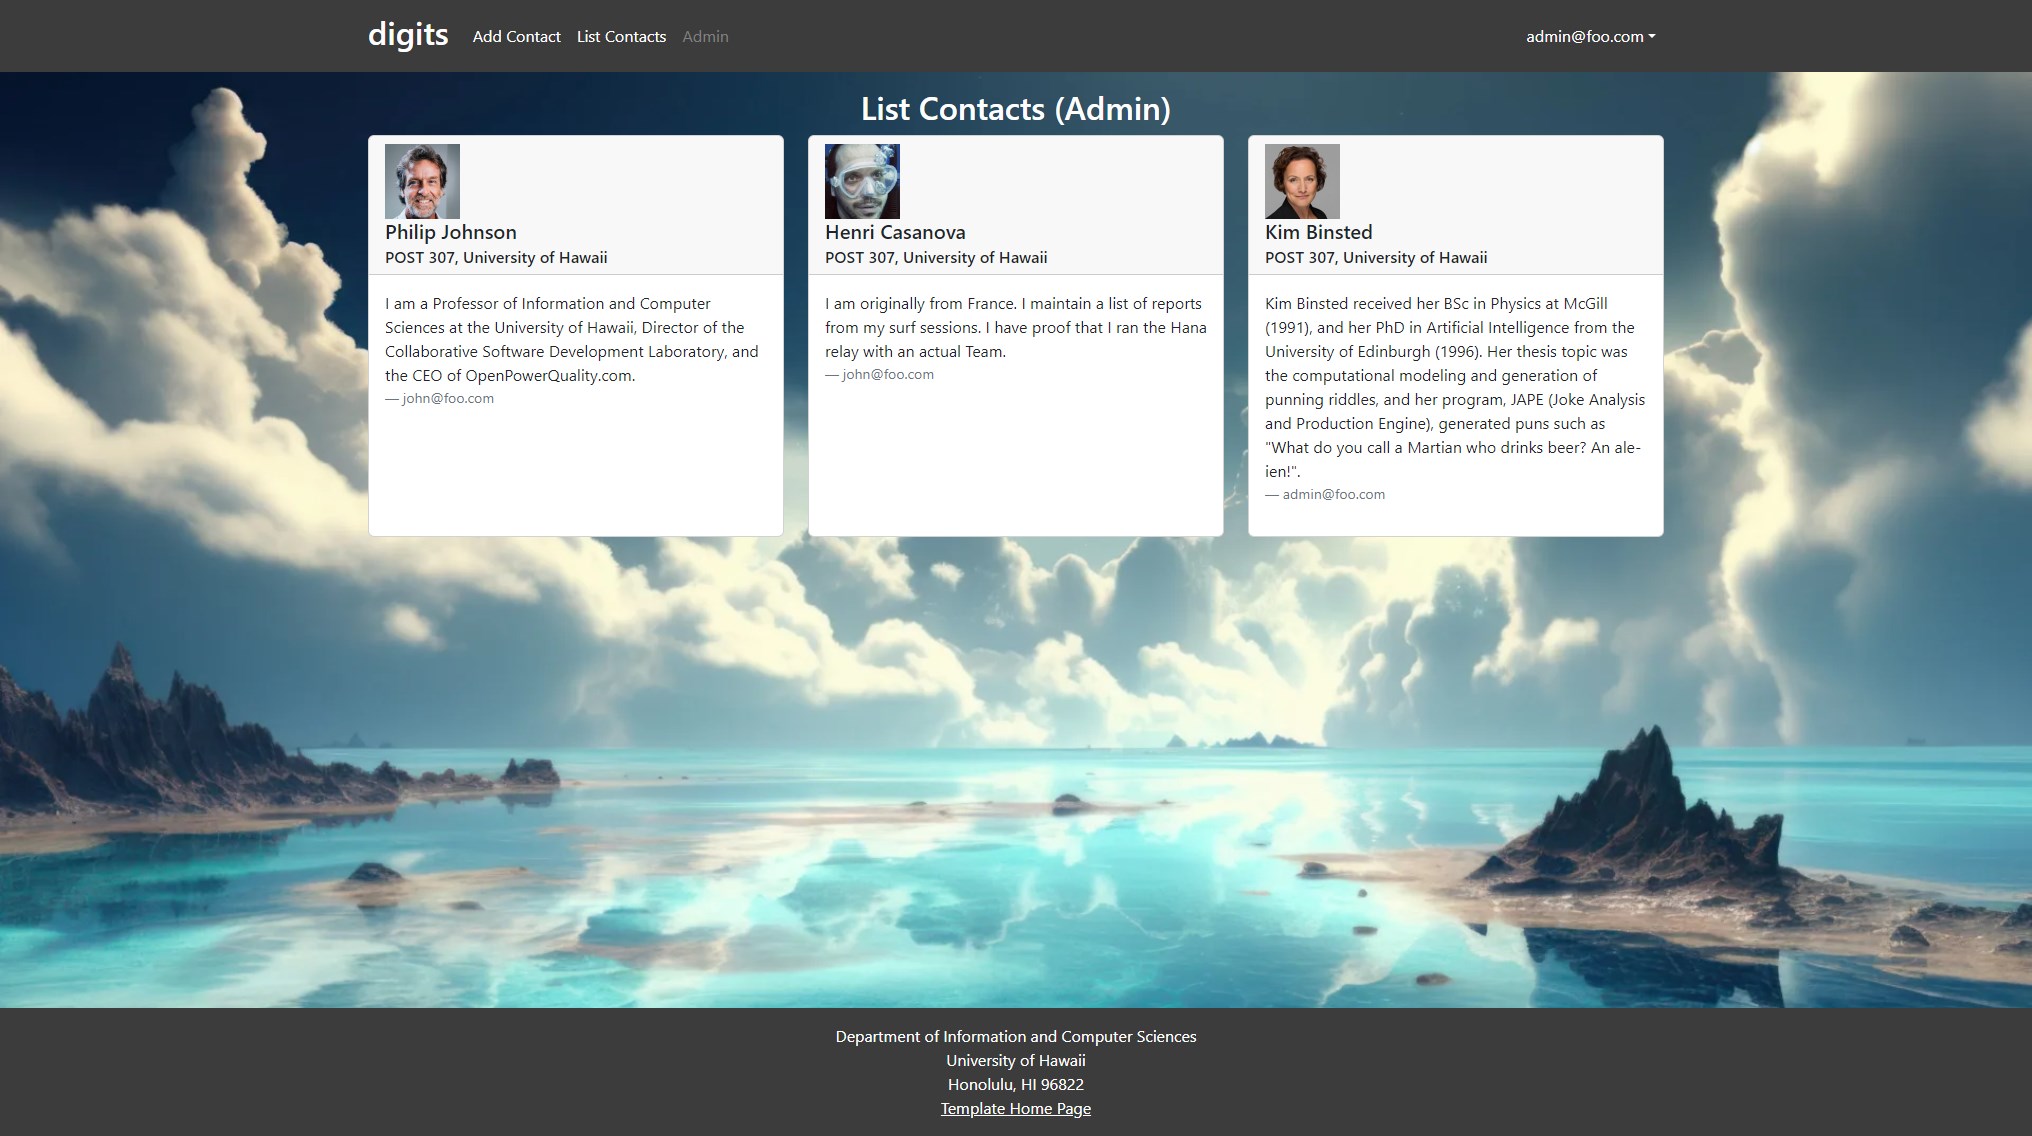 digits Add Contact List Contacts Admin admin@foo.com
List Contacts (Admin)
Philip Johnson
POST 307, University of Hawaii
I am a Professor of Information and Computer
Sciences at the University of Hawaii, Director of the
Collaborative Software Development Laboratory, and
the CEO of OpenPowerQuality.com.
— john@foo.com
Henri Casanova
POST 307, University of Hawaii
I am originally from France. I maintain a list of reports
from my surf sessions. I have proof that I ran the Hana
relay with an actual Team.
— john@foo.com
Kim Binsted
POST 307, University of Hawaii
Kim Binsted received her BSc in Physics at McGill
(1991), and her PhD in Artificial Intelligence from the
University of Edinburgh (1996). Her thesis topic was
the computational modeling and generation of
punning riddles, and her program, JAPE (Joke Analysis
and Production Engine), generated puns such as
"What do you call a Martian who drinks beer? An ale-
ien!".
— admin@foo.com
Department of Information and Computer Sciences
University of Hawaii
Honolulu, HI 96822
Template Home Page